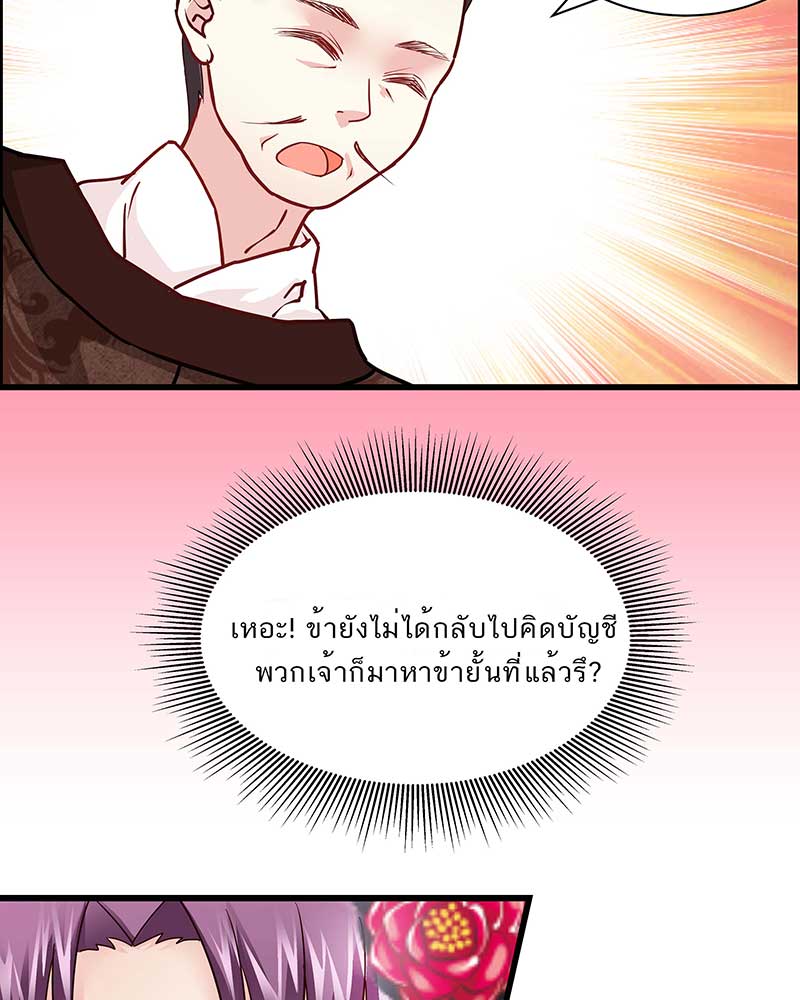 เหอะ! ข้ายังไม่ได้กลับไปคิดบัญชี
พวกเจ้าก็มาหาข้ายั้นที่แล้วรึ?